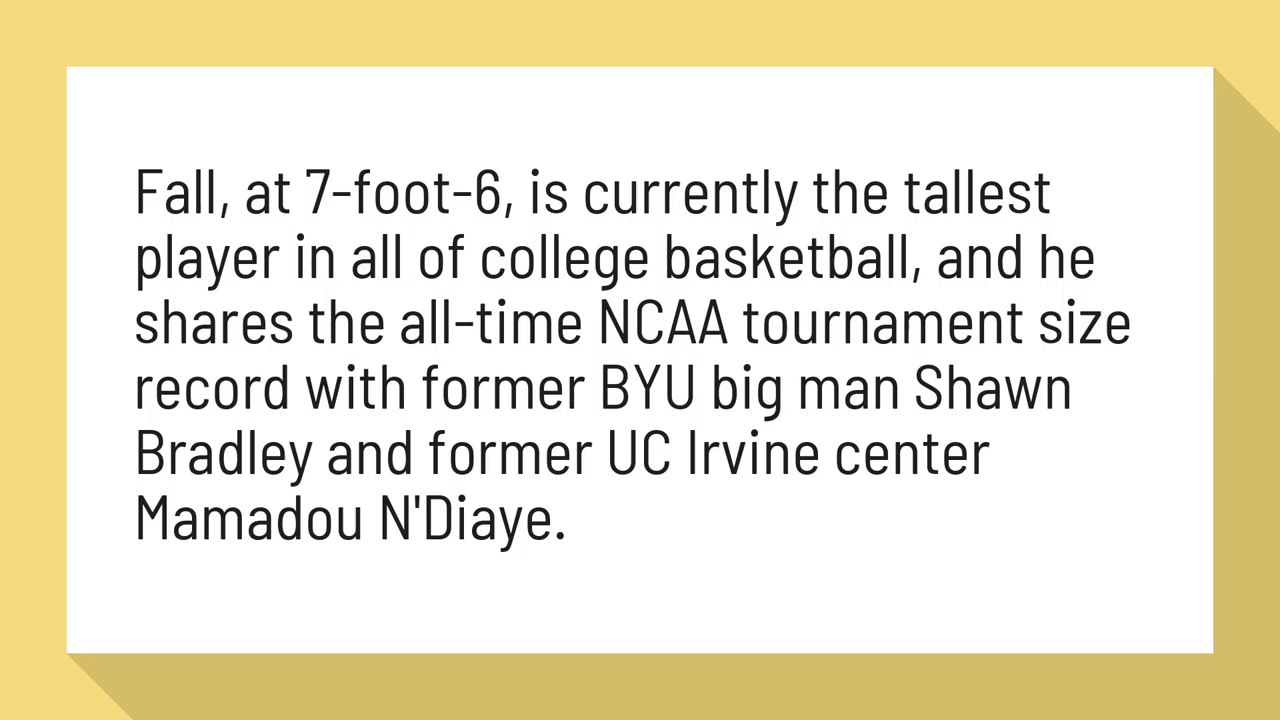 Fall, at 7-foot-6, is currently the tallest
player in all of college basketball, and he
shares the all-time NCAA tournament size
record with former BYU big man Shawn
Bradley and former UC Irvine center
Mamadou N'Diaye.